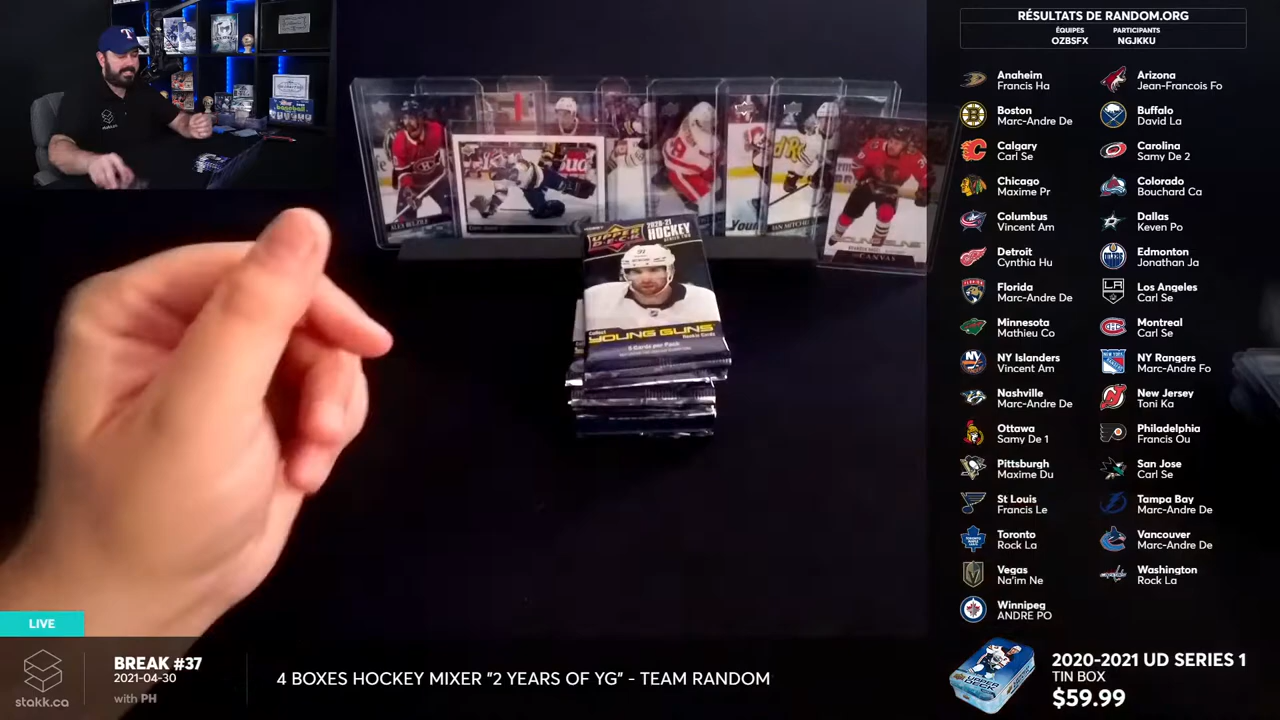 RÉSULTATS DE RANDOM.ORG
ÉQUIPES
OZBSFX
PARTICIPANTS
NGJKKU
Anaheim
Francis Ha
Arizona
Jean-Francois Fo
Boston
Marc-Andre De
Buffalo
David La
Calgary
Carl Se
Carolina
Samy De 2
Chicago
Maxime Pr
Colorado
Bouchard Ca
Columbus
Vincent Am
Dallas
Keven Po
Detroit
Cynthia Hu
Edmonton
Jonathan Ja
Florida
Marc-Andre De
Los Angeles
Carl Se
Minnesota
Mathieu Co
Montreal
Carl Se
NY Islanders
Vincent Am
NY Rangers
Marc-Andre Fo
Nashville
Marc-Andre De
New Jersey
Toni Ka
Ottawa
Samy De 1
Philadelphia
Francis Ou
Pittsburgh
Maxime Du
San Jose
Carl Se
St Louis
Francis Le
Tampa Bay
Marc-Andre De
Toronto
Rock La
Vancouver
Marc-Andre De
Vegas
Na'im Ne
Washington
Rock La
Winnipeg
ANDRE PO
UPPER DECK
2020-21
HOCKEY
YOUNG GUNS
5 Cards per Pack
CANVAS
LIVE
stakk.ca
BREAK #37
2021-04-30
with PH
4 BOXES HOCKEY MIXER "2 YEARS OF YG" - TEAM RANDOM
2020-2021 UD SERIES 1
TIN BOX
$59.99